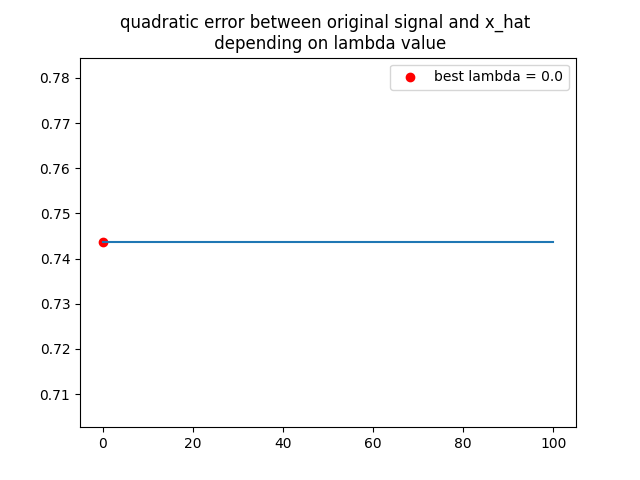 quadratic error between original signal and x_hat
depending on lambda value
best lambda = 0.0
0.78
0.77
0.76
0.75
0.74
0.73
0.72
0.71
0 20 40 60 80 100